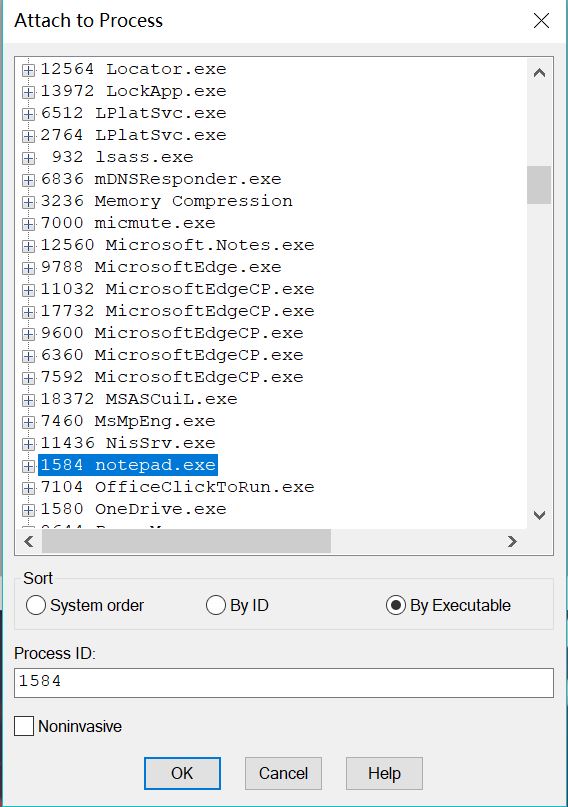 Attach to Process
12564 Locator.exe
13972 LockApp.exe
6512 LPlatSvc.exe
2764 LPlatSvc.exe
932 lsass.exe
6836 mDNSResponder.exe
3236 Memory Compression
7000 micmute.exe
12560 Microsoft.Notes.exe
9788 MicrosoftEdge.exe
11032 MicrosoftEdgeCP.exe
17732 MicrosoftEdgeCP.exe
9600 MicrosoftEdgeCP.exe
6360 MicrosoftEdgeCP.exe
7592 MicrosoftEdgeCP.exe
18372 MSASCuiL.exe
7460 MsMpEng.exe
11436 NisSrv.exe
1584 notepad.exe
7104 OfficeClickToRun.exe
1580 OneDrive.exe
Sort
System order By ID By Executable
Process ID:
1584
Noninvasive
OK Cancel Help